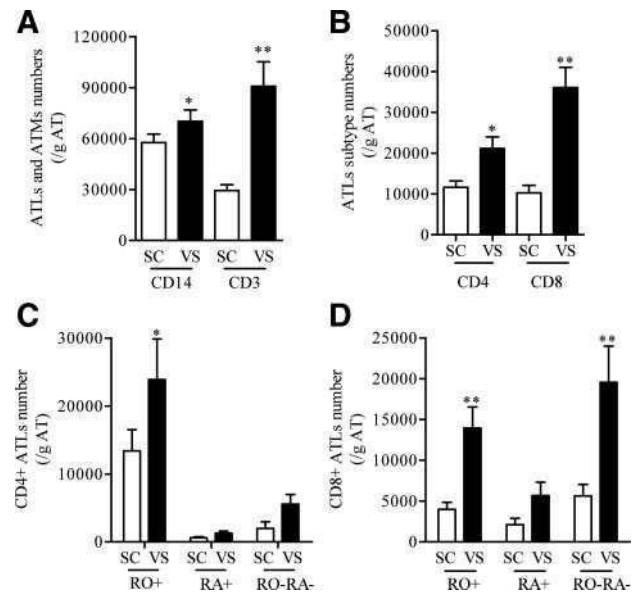 A
ATLs and ATMs numbers
(/g AT)
120000
90000
60000
30000
0
*
**
SC VS SC VS
CD14 CD3
B
ATLs subtype numbers
(/g AT)
50000
40000
30000
20000
10000
0
*
**
SC VS SC VS
CD4 CD8
C
CD4+ ATLs number
(/g AT)
30000
20000
10000
0
*
SC VS SC VS SC VS
RO+ RA+ RO-RA-
D
CD8+ ATLs number
(/g AT)
25000
20000
15000
10000
5000
0
**
**
SC VS SC VS SC VS
RO+ RA+ RO-RA-